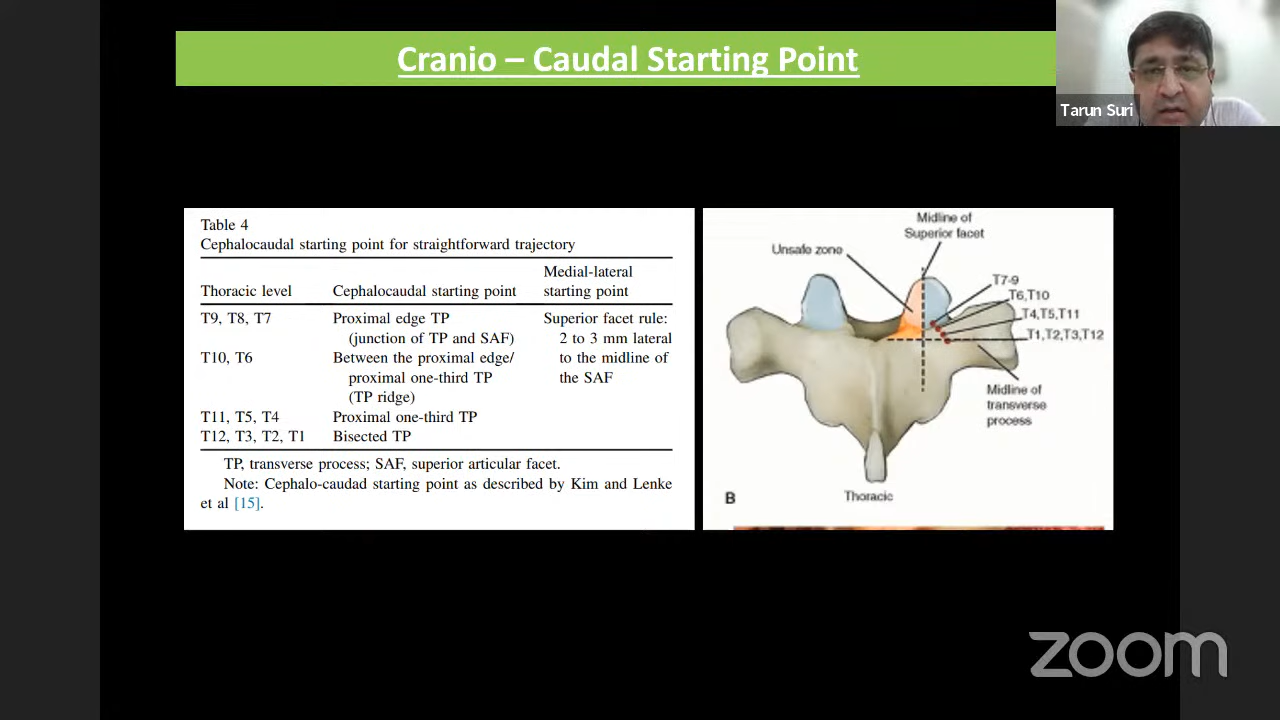 Cranio – Caudal Starting Point
Tarun Suri
Table 4
Cephalocaudal starting point for straightforward trajectory
Thoracic level Cephalocaudal starting point Medial-lateral starting point
T9, T8, T7 Proximal edge TP Superior facet rule:
(junction of TP and SAF) 2 to 3 mm lateral
T10, T6 Between the proximal edge/ to the midline of
proximal one-third TP the SAF
(TP ridge)
T11, T5, T4 Proximal one-third TP
T12, T3, T2, T1 Bisected TP
TP, transverse process; SAF, superior articular facet.
Note: Cephalo-caudad starting point as described by Kim and Lenke
et al [15].
Midline of
Superior facet
Unsafe zone
T7-9
T6,T10
T4,T5,T11
T1,T2,T3,T12
Midline of
transverse
process
B
Thoracic
zoom